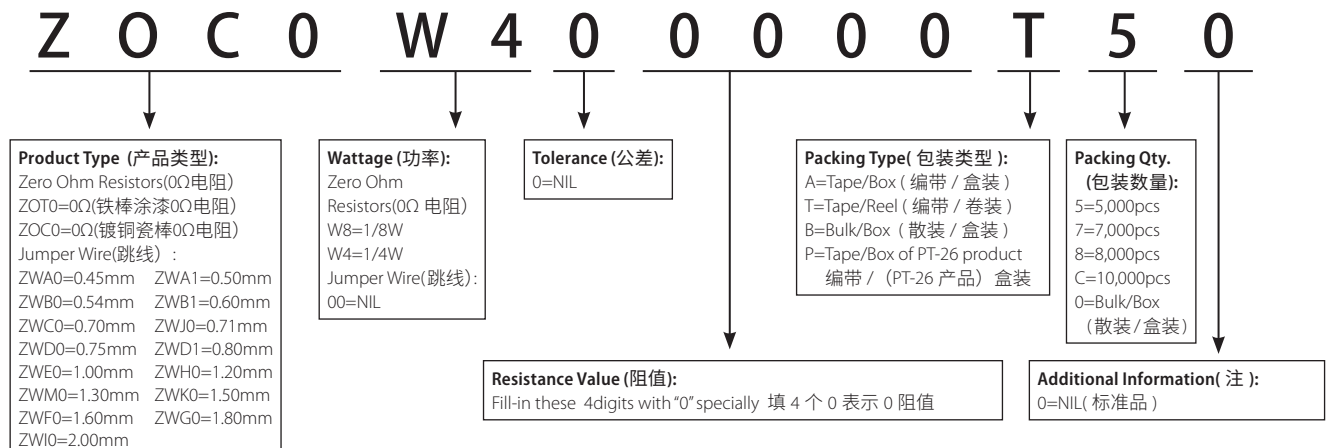 Z O C 0 W 4 0 0 0 0 0 T 5 0
Product Type (产品类型):
Zero Ohm Resistors(0Ω电阻)
ZOT0=0Ω(铁棒涂漆0Ω电阻)
ZOC0=0Ω(镀铜瓷棒0Ω电阻)
Jumper Wire(跳线）:
ZWA0=0.45mm ZWA1=0.50mm
ZWB0=0.54mm ZWB1=0.60mm
ZWC0=0.70mm ZWJ0=0.71mm
ZWD0=0.75mm ZWD1=0.80mm
ZWE0=1.00mm ZWH0=1.20mm
ZWM0=1.30mm ZWK0=1.50mm
ZWF0=1.60mm ZWG0=1.80mm
ZWI0=2.00mm
Wattage (功率):
Zero Ohm
Resistors(0Ω 电阻)
W8=1/8W
W4=1/4W
Jumper Wire(跳线):
00=NIL
Tolerance (公差):
0=NIL
Resistance Value (阻值):
Fill-in these 4digits with “0” specially 填 4 个 0 表示 0 阻值
Packing Type( 包装类型 ):
A=Tape/Box ( 编带 / 盒装 )
T=Tape/Reel ( 编带 / 卷装 )
B=Bulk/Box ( 散装 / 盒装 )
P=Tape/Box of PT-26 product
编带 /（PT-26 产品）盒装
Packing Qty.
(包装数量):
5=5,000pcs
7=7,000pcs
8=8,000pcs
C=10,000pcs
0=Bulk/Box
（散装 / 盒装）
Additional Information( 注 ):
0=NIL( 标准品 )